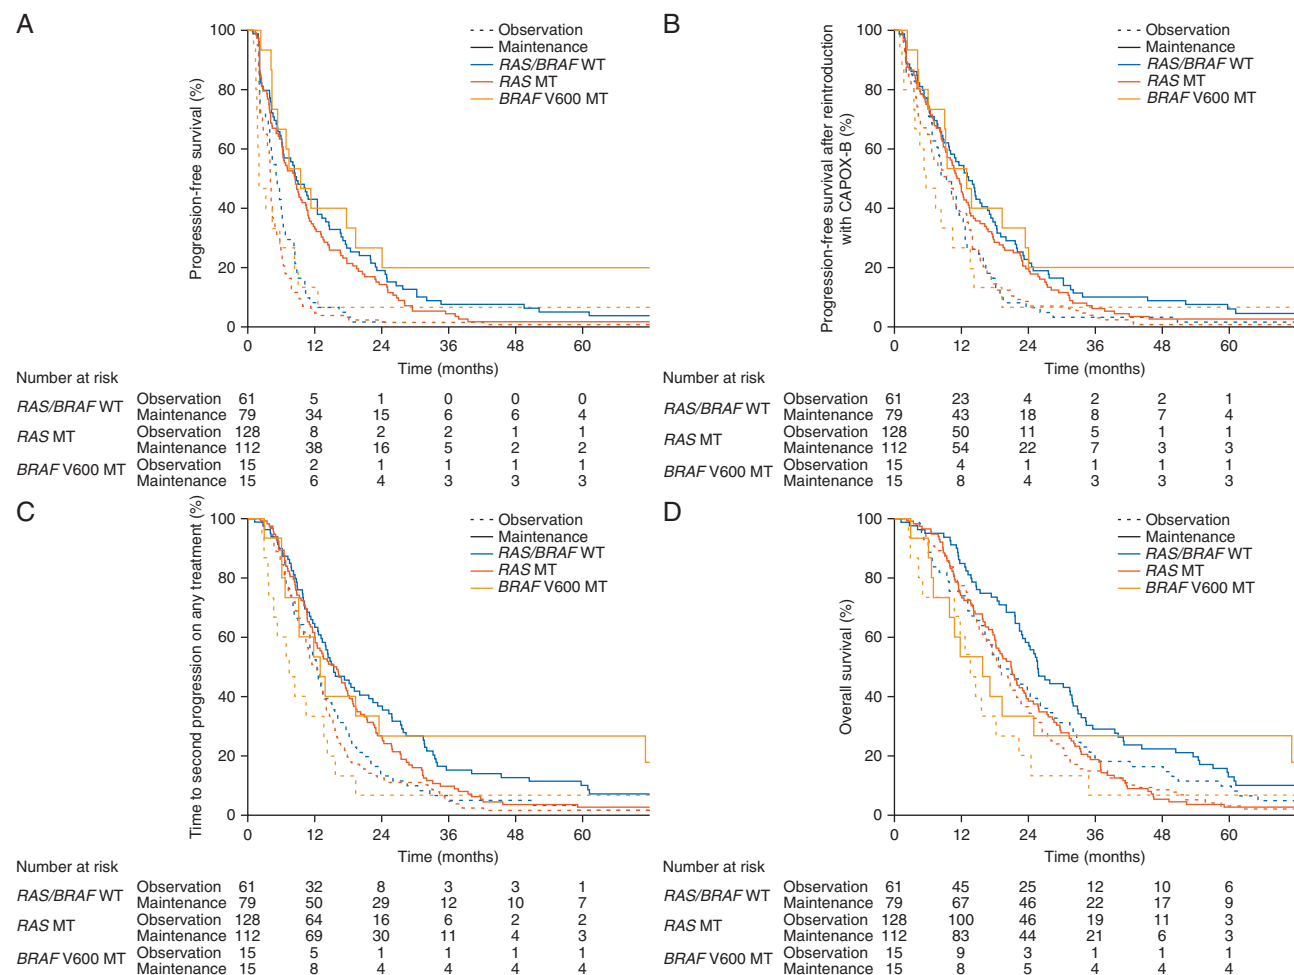 A
Progression-free survival (%)
100
80
60
40
20
0
Observation
Maintenance
RAS/BRAF WT
RAS MT
BRAF V600 MT
0 12 24 36 48 60
Time (months)
Number at risk
RAS/BRAF WT Observation 61 5 1 0 0 0
Maintenance 79 34 15 6 6 4
RAS MT Observation 128 8 2 2 1 1
Maintenance 112 38 16 5 2 2
BRAF V600 MT Observation 15 2 1 1 1 1
Maintenance 15 6 4 3 3 3
B
Progression-free survival after reintroduction
with CAPOX-B (%)
100
80
60
40
20
0
Observation
Maintenance
RAS/BRAF WT
RAS MT
BRAF V600 MT
0 12 24 36 48 60
Time (months)
Number at risk
RAS/BRAF WT Observation 61 23 4 2 2 1
Maintenance 79 43 18 8 7 4
RAS MT Observation 128 50 11 5 1 1
Maintenance 112 54 22 7 3 3
BRAF V600 MT Observation 15 4 1 1 1 1
Maintenance 15 8 4 3 3 3
C
Time to second progression on any treatment (%)
100
80
60
40
20
0
Observation
Maintenance
RAS/BRAF WT
RAS MT
BRAF V600 MT
0 12 24 36 48 60
Time (months)
Number at risk
RAS/BRAF WT Observation 61 32 8 3 3 1
Maintenance 79 50 29 12 10 7
RAS MT Observation 128 64 16 6 2 2
Maintenance 112 69 30 11 4 3
BRAF V600 MT Observation 15 5 1 1 1 1
Maintenance 15 8 4 4 4 4
D
Overall survival (%)
100
80
60
40
20
0
Observation
Maintenance
RAS/BRAF WT
RAS MT
BRAF V600 MT
0 12 24 36 48 60
Time (months)
Number at risk
RAS/BRAF WT Observation 61 45 25 12 10 6
Maintenance 79 67 46 22 17 9
RAS MT Observation 128 100 46 19 11 3
Maintenance 112 83 44 21 6 3
BRAF V600 MT Observation 15 9 3 1 1 1
Maintenance 15 8 5 4 4 4